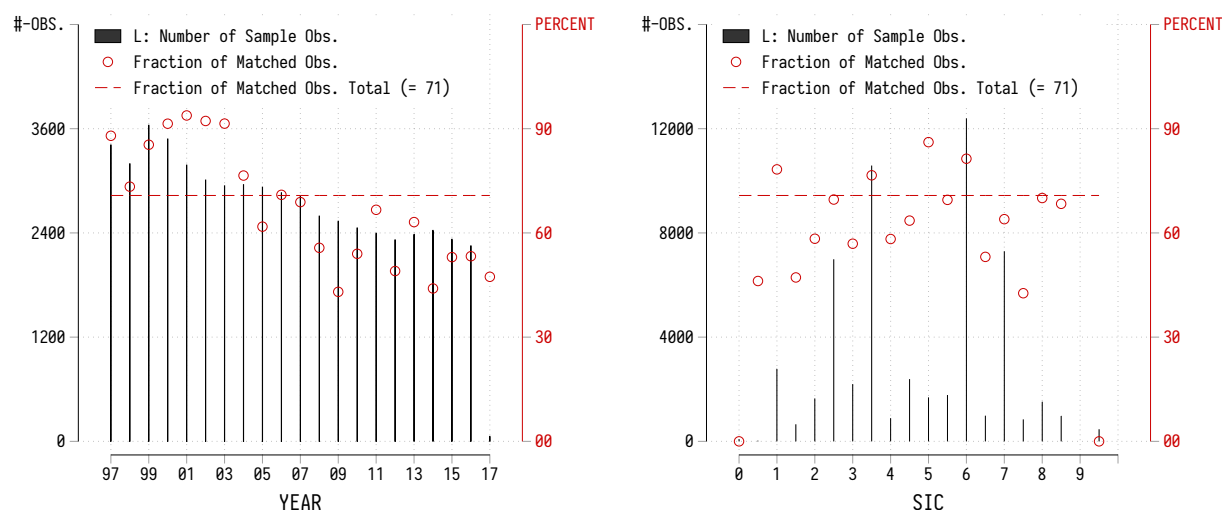 #-OBS.
PERCENT
L: Number of Sample Obs.
Fraction of Matched Obs.
Fraction of Matched Obs. Total (= 71)
3600
2400
1200
0
90
60
30
00
97 99 01 03 05 07 09 11 13 15 17
YEAR
#-OBS.
PERCENT
L: Number of Sample Obs.
Fraction of Matched Obs.
Fraction of Matched Obs. Total (= 71)
12000
8000
4000
0
90
60
30
00
0 1 2 3 4 5 6 7 8 9
SIC